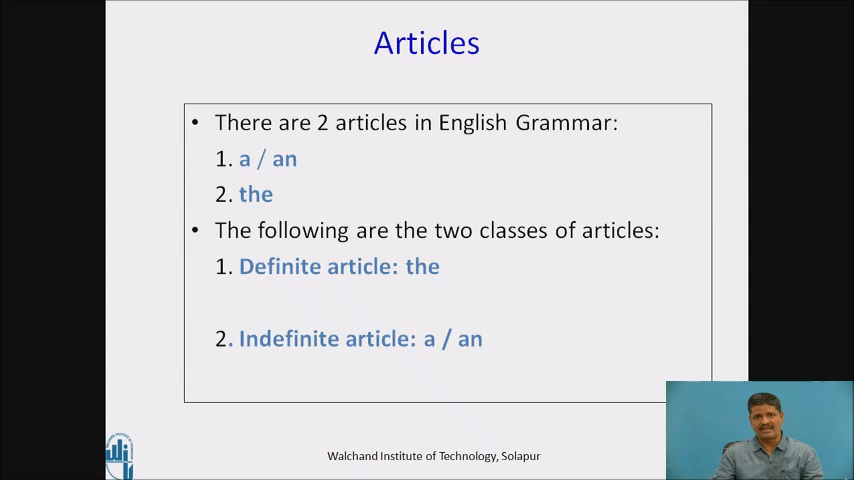 Articles
• There are 2 articles in English Grammar:
1. a / an
2. the
• The following are the two classes of articles:
1. Definite article: the
2. Indefinite article: a / an
Walchand Institute of Technology, Solapur